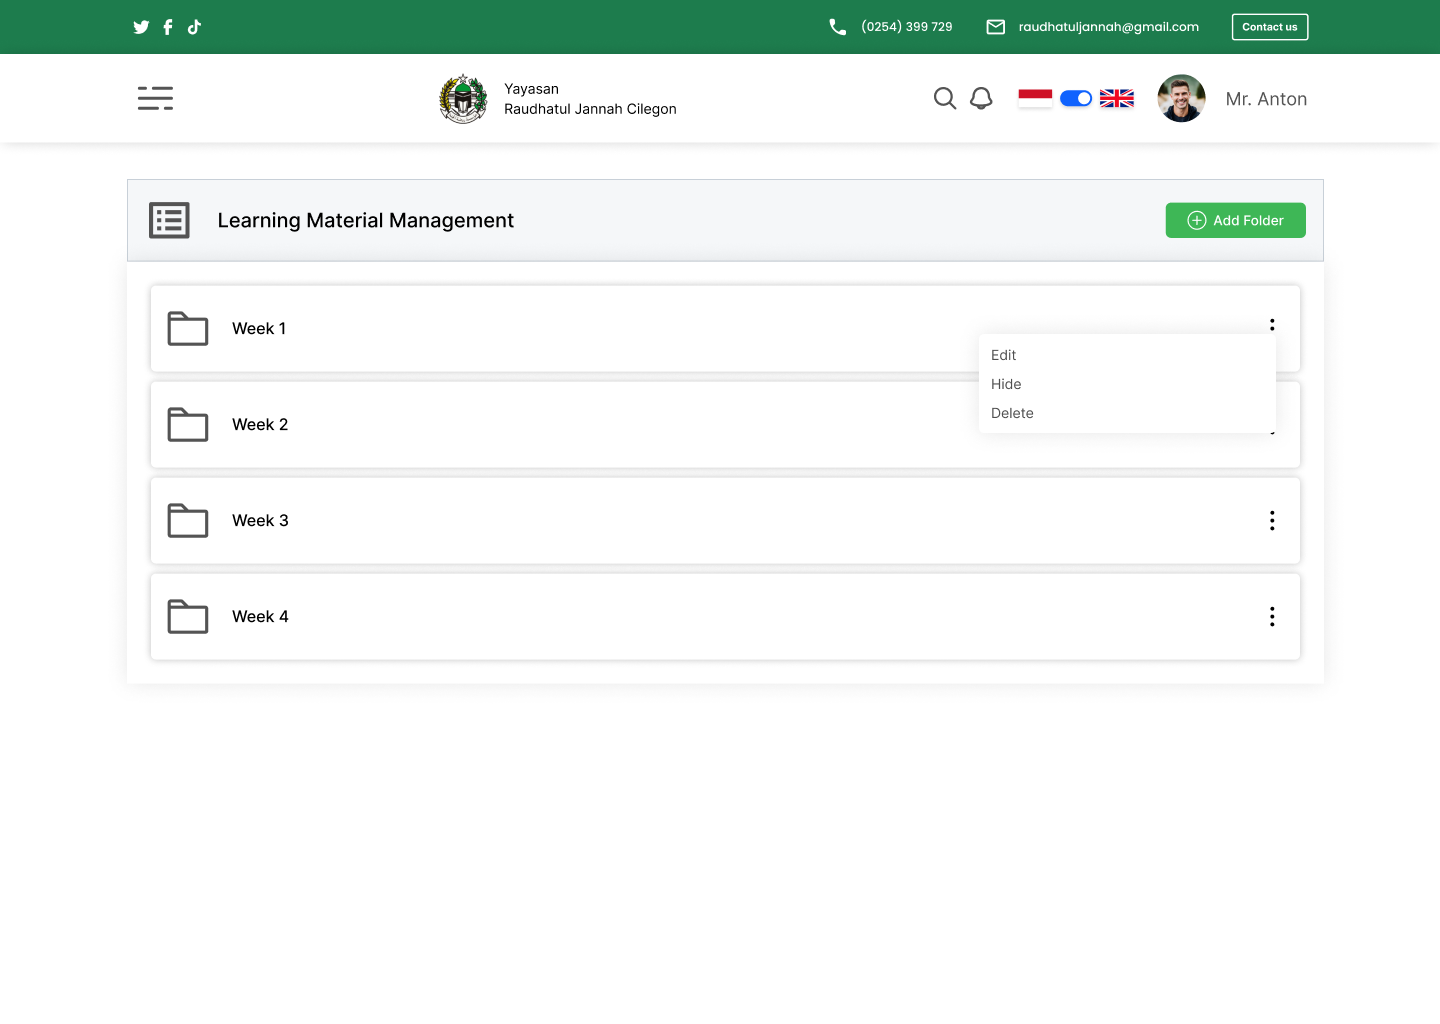 (0254) 399 729
raudhatuljannah@gmail.com
Contact us
Yayasan
Raudhatul Jannah Cilegon
Mr. Anton
Learning Material Management
Add Folder
Week 1
Edit
Hide
Delete
Week 2
Week 3
Week 4